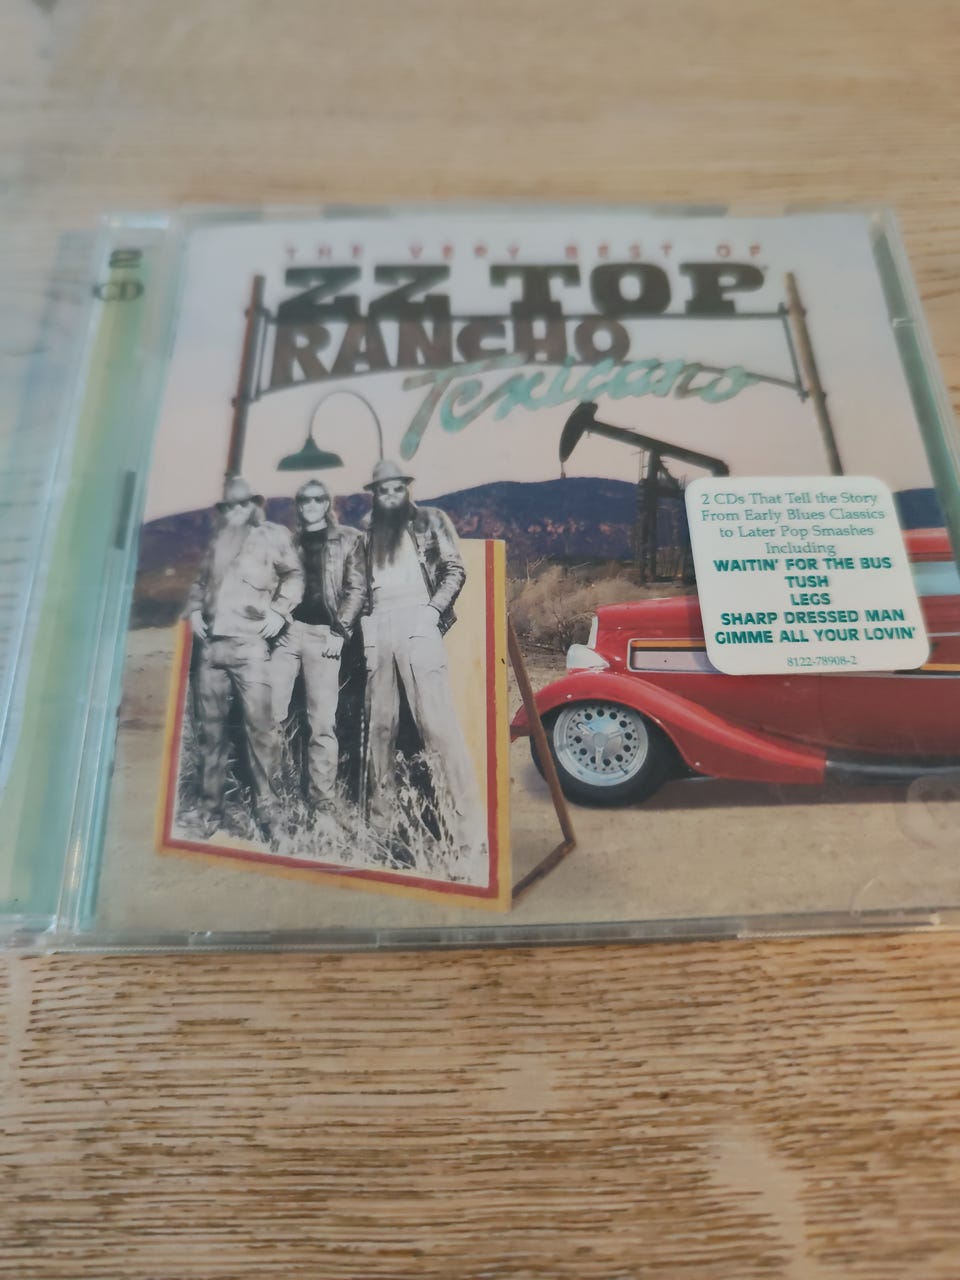 2
CD
THE VERY BEST OF
ZZ TOP
RANCHO
Texicano
2 CDs That Tell the Story
From Early Blues Classics
to Later Pop Smashes
Including
WAITIN' FOR THE BUS
TUSH
LEGS
SHARP DRESSED MAN
GIMME ALL YOUR LOVIN'
8122-78908-2